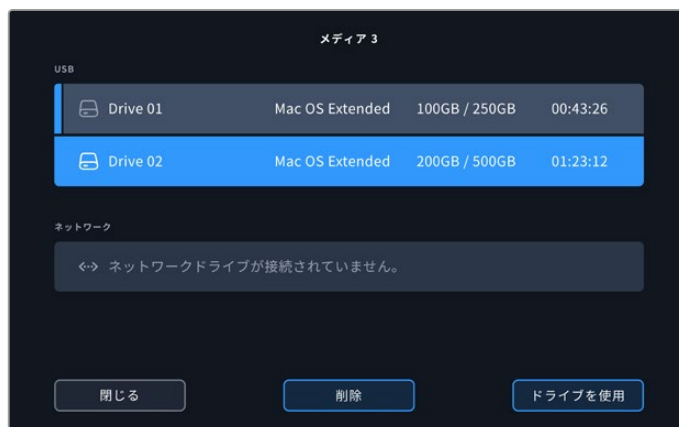 メディア 3
USB
Drive 01 Mac OS Extended 100GB / 250GB 00:43:26
Drive 02 Mac OS Extended 200GB / 500GB 01:23:12
ネットワーク
ネットワークドライブが接続されていません。
閉じる 削除 ドライブを使用